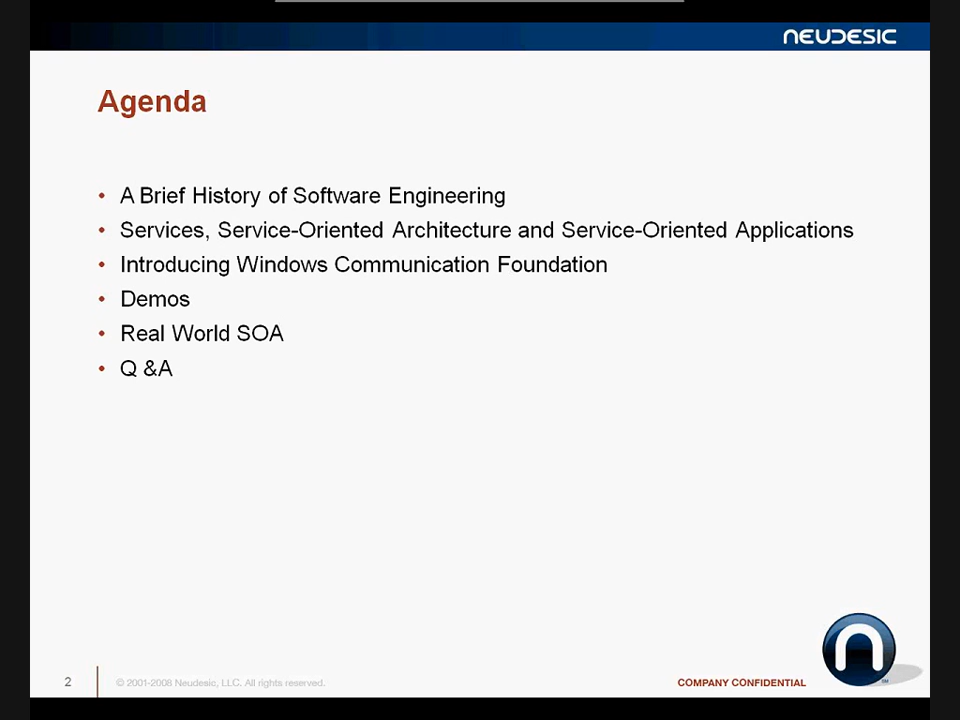 NEUDESIC
Agenda
• A Brief History of Software Engineering
• Services, Service-Oriented Architecture and Service-Oriented Applications
• Introducing Windows Communication Foundation
• Demos
• Real World SOA
• Q &A
n
2
© 2001-2008 Neudesic, LLC. All rights reserved.
COMPANY CONFIDENTIAL
SM